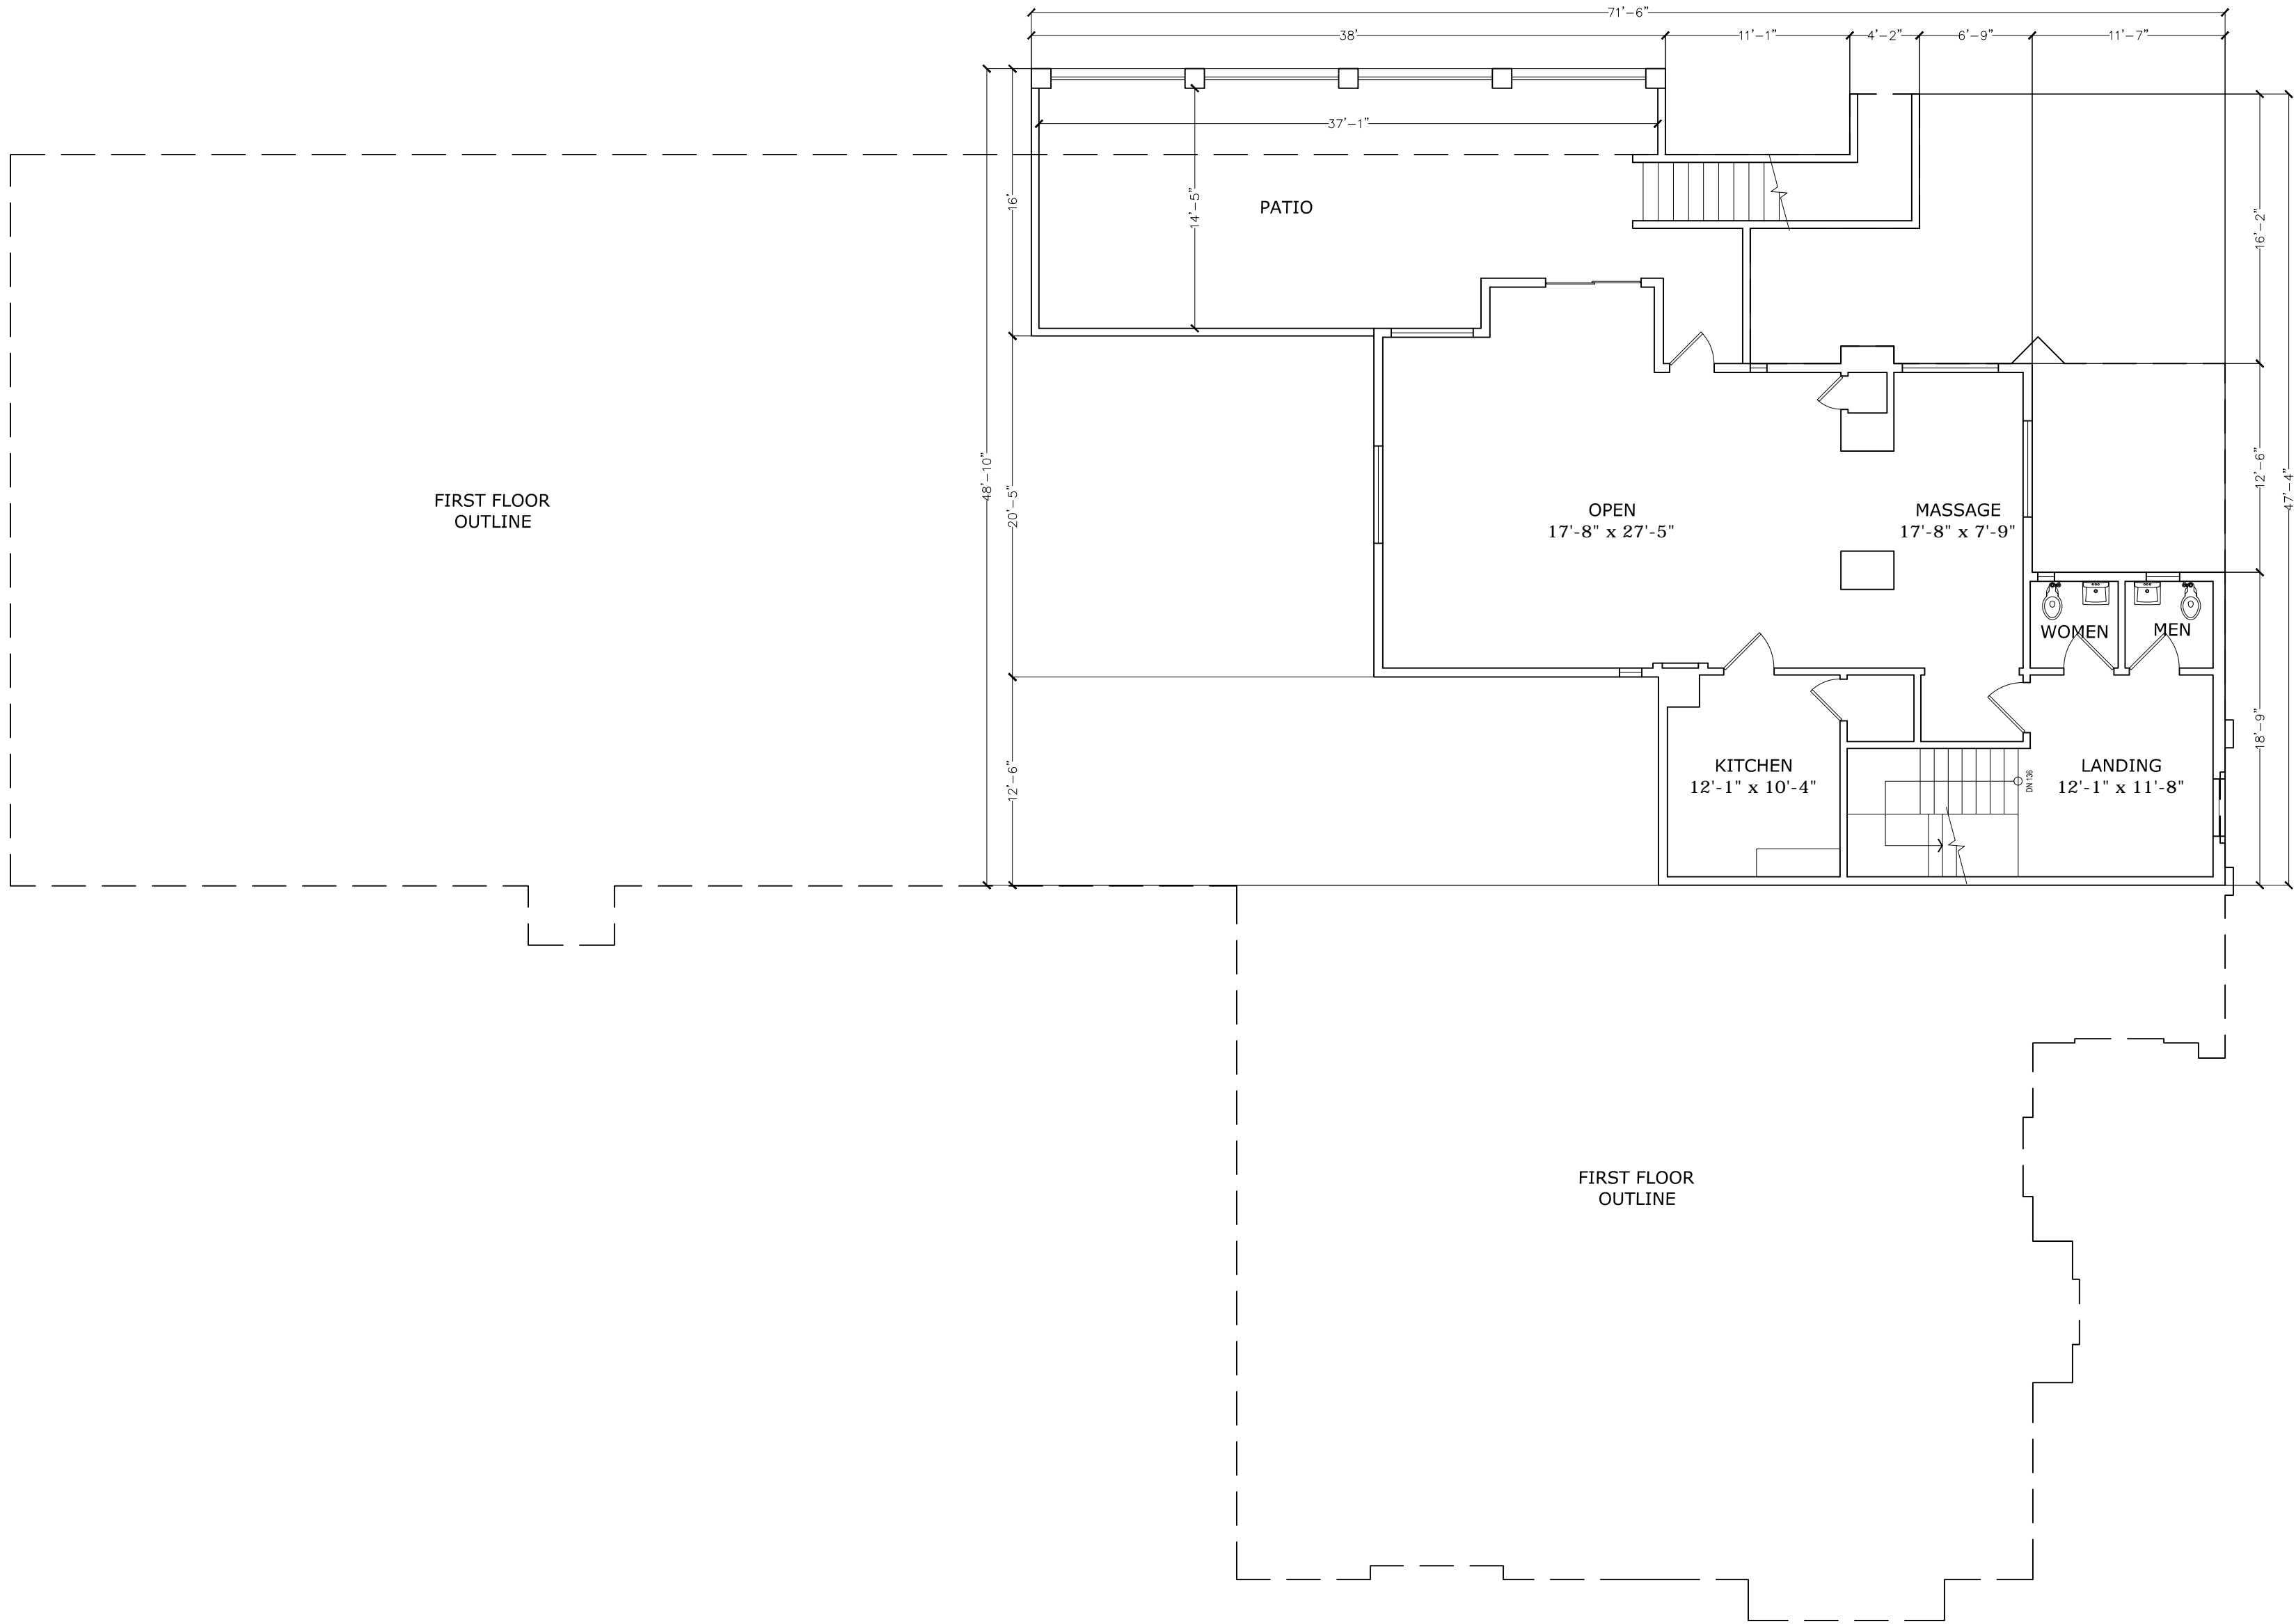 71'-6"
38'
11'-1"
4'-2"
6'-9"
11'-7"
37'-1"
PATIO
14'-5"
16'
16'-2"
48'-10"
20'-5"
12'-6"
47'-4"
FIRST FLOOR
OUTLINE
OPEN
17'-8" x 27'-5"
MASSAGE
17'-8" x 7'-9"
WOMEN
MEN
12'-6"
18'-9"
KITCHEN
12'-1" x 10'-4"
DN 136
LANDING
12'-1" x 11'-8"
FIRST FLOOR
OUTLINE